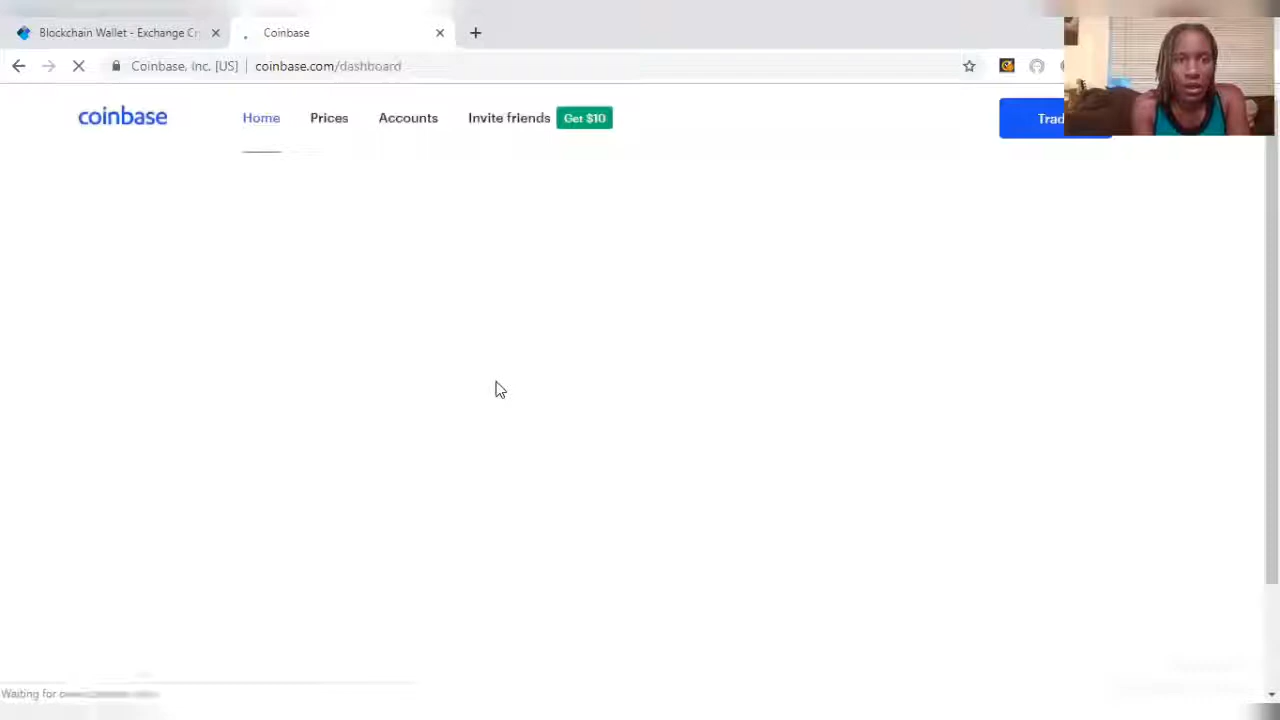 Blockchain Wallet - Exchange Cr
Coinbase
Coinbase, Inc. [US] coinbase.com/dashboard
coinbase Home Prices Accounts Invite friends Get $10
Waiting for